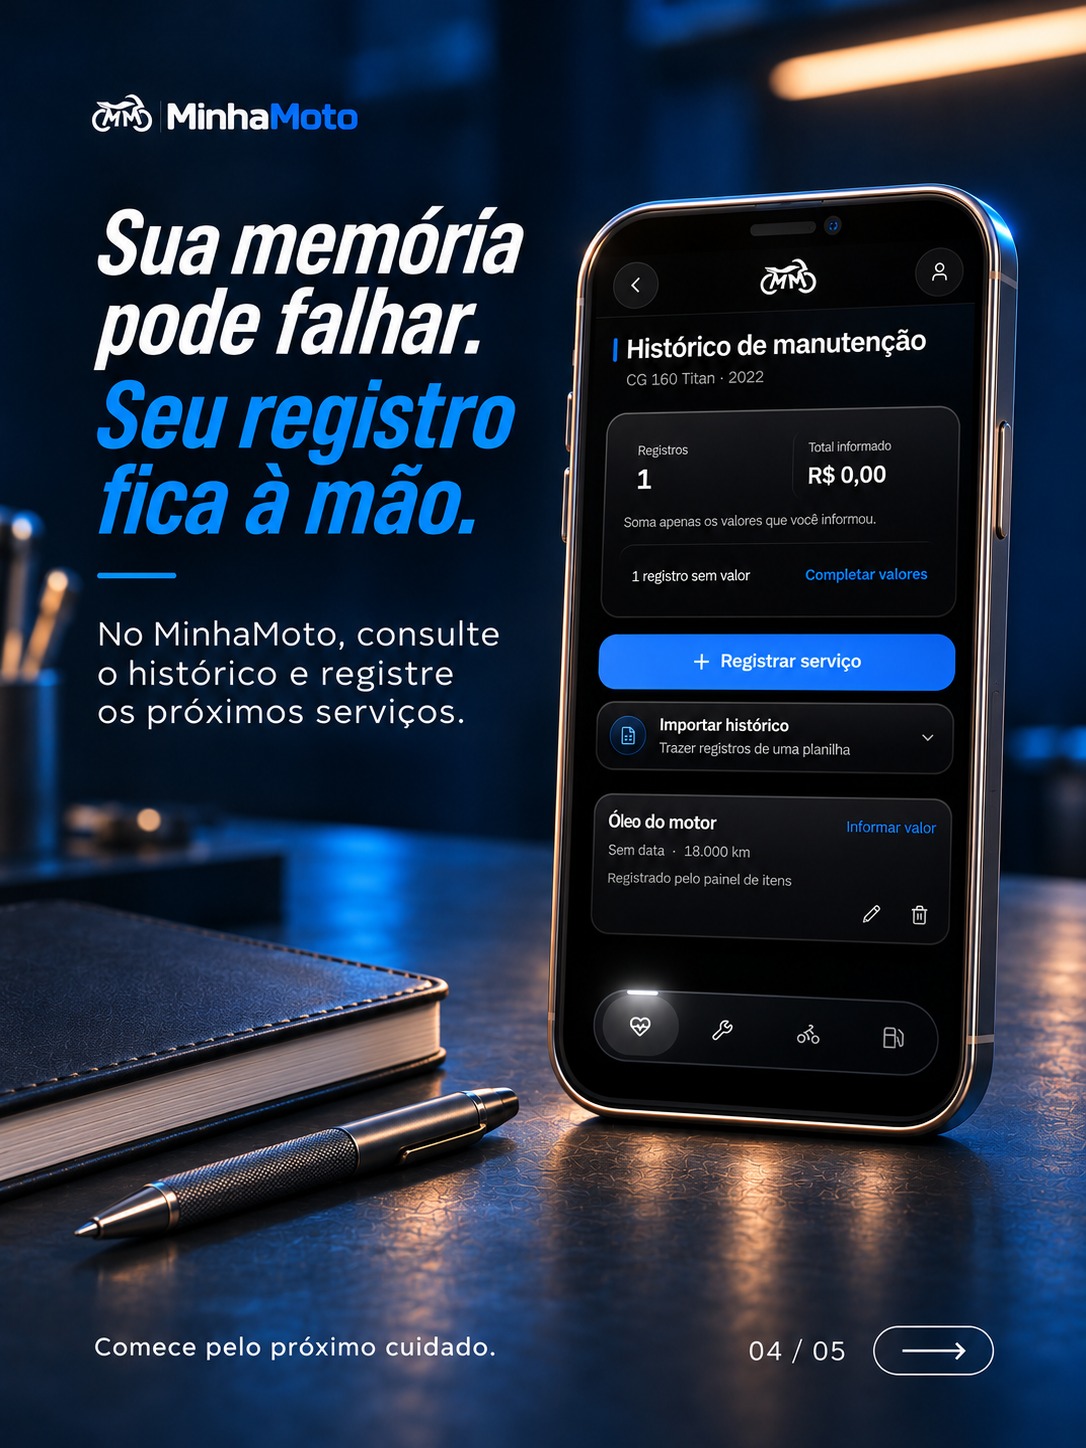 MM MinhaMoto
Sua memória
pode falhar.
Seu registro
fica à mão.
No MinhaMoto, consulte
o histórico e registre
os próximos serviços.
MM
Histórico de manutenção
CG 160 Titan · 2022
Registros
1
Total informado
R$ 0,00
Soma apenas os valores que você informou.
1 registro sem valor
Completar valores
+ Registrar serviço
Importar histórico
Trazer registros de uma planilha
Óleo do motor
Informar valor
Sem data · 18.000 km
Registrado pelo painel de itens
Comece pelo próximo cuidado.
04 / 05